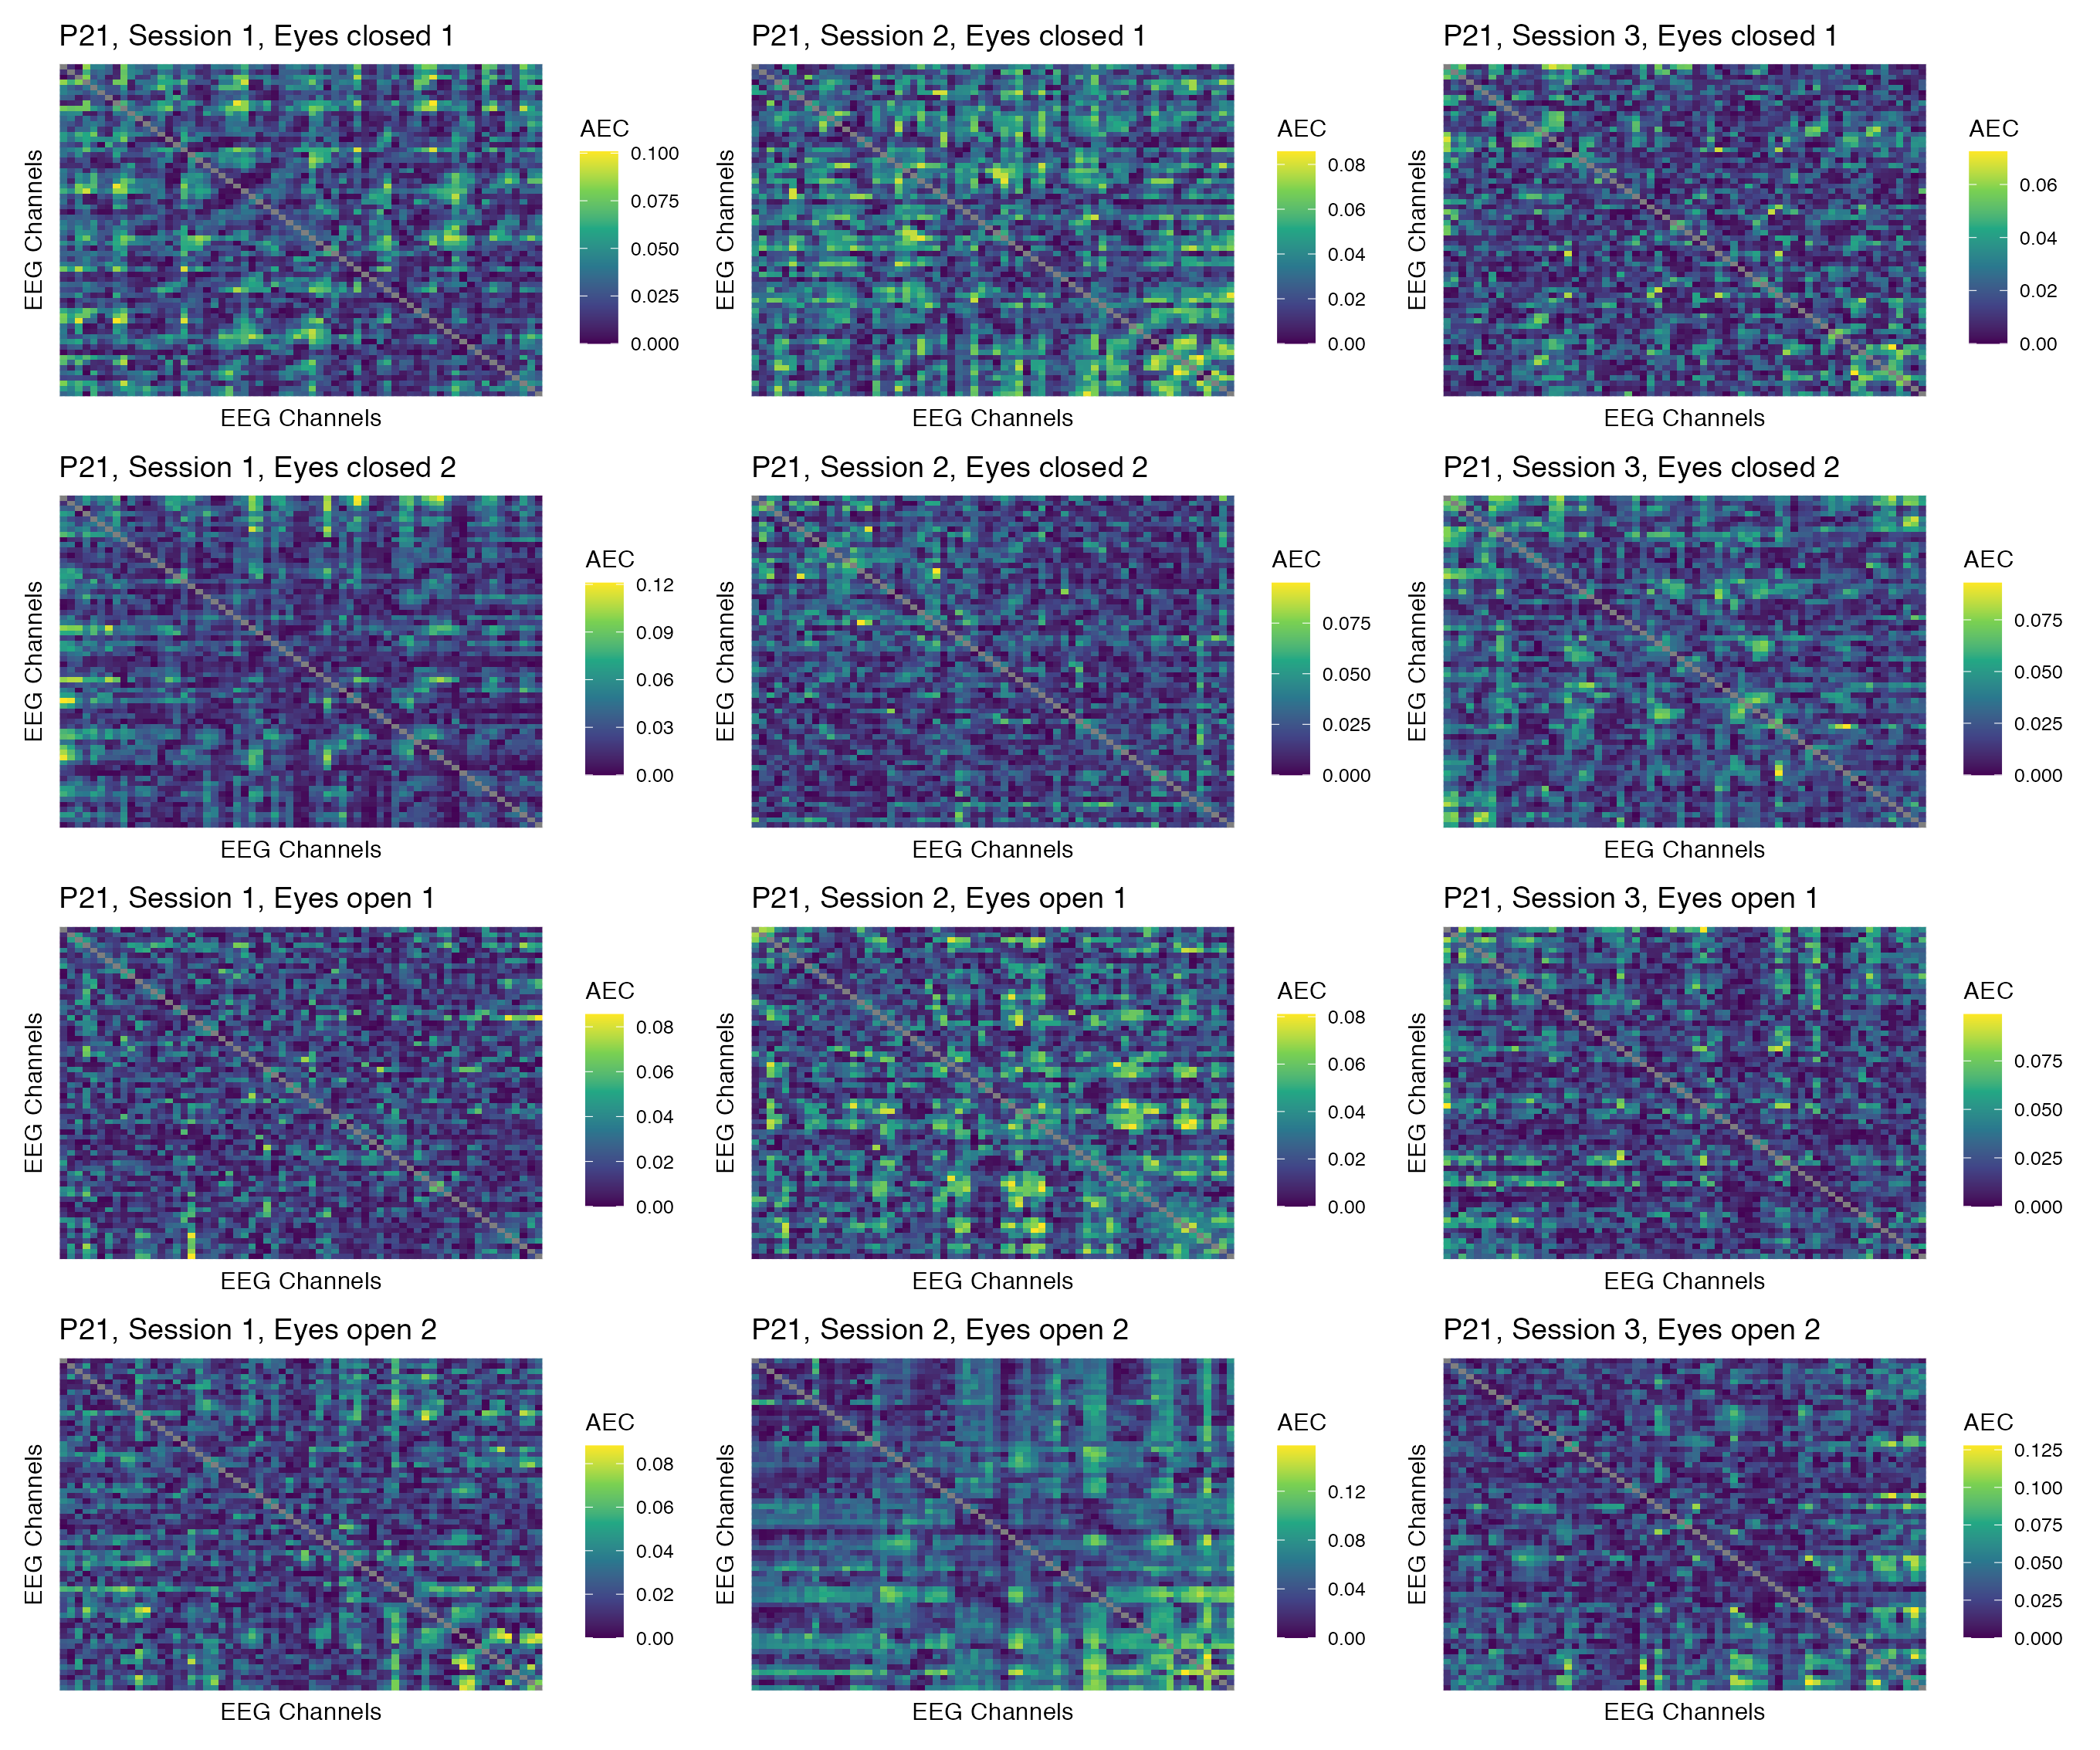 P21, Session 1, Eyes closed 1
EEG Channels
EEG Channels
AEC
0.100
0.075
0.050
0.025
0.000
P21, Session 2, Eyes closed 1
EEG Channels
EEG Channels
AEC
0.08
0.06
0.04
0.02
0.00
P21, Session 3, Eyes closed 1
EEG Channels
EEG Channels
AEC
0.06
0.04
0.02
0.00
P21, Session 1, Eyes closed 2
EEG Channels
EEG Channels
AEC
0.12
0.09
0.06
0.03
0.00
P21, Session 2, Eyes closed 2
EEG Channels
EEG Channels
AEC
0.075
0.050
0.025
0.000
P21, Session 3, Eyes closed 2
EEG Channels
EEG Channels
AEC
0.075
0.050
0.025
0.000
P21, Session 1, Eyes open 1
EEG Channels
EEG Channels
AEC
0.08
0.06
0.04
0.02
0.00
P21, Session 2, Eyes open 1
EEG Channels
EEG Channels
AEC
0.08
0.06
0.04
0.02
0.00
P21, Session 3, Eyes open 1
EEG Channels
EEG Channels
AEC
0.075
0.050
0.025
0.000
P21, Session 1, Eyes open 2
EEG Channels
EEG Channels
AEC
0.08
0.06
0.04
0.02
0.00
P21, Session 2, Eyes open 2
EEG Channels
EEG Channels
AEC
0.12
0.08
0.04
0.00
P21, Session 3, Eyes open 2
EEG Channels
EEG Channels
AEC
0.125
0.100
0.075
0.050
0.025
0.000